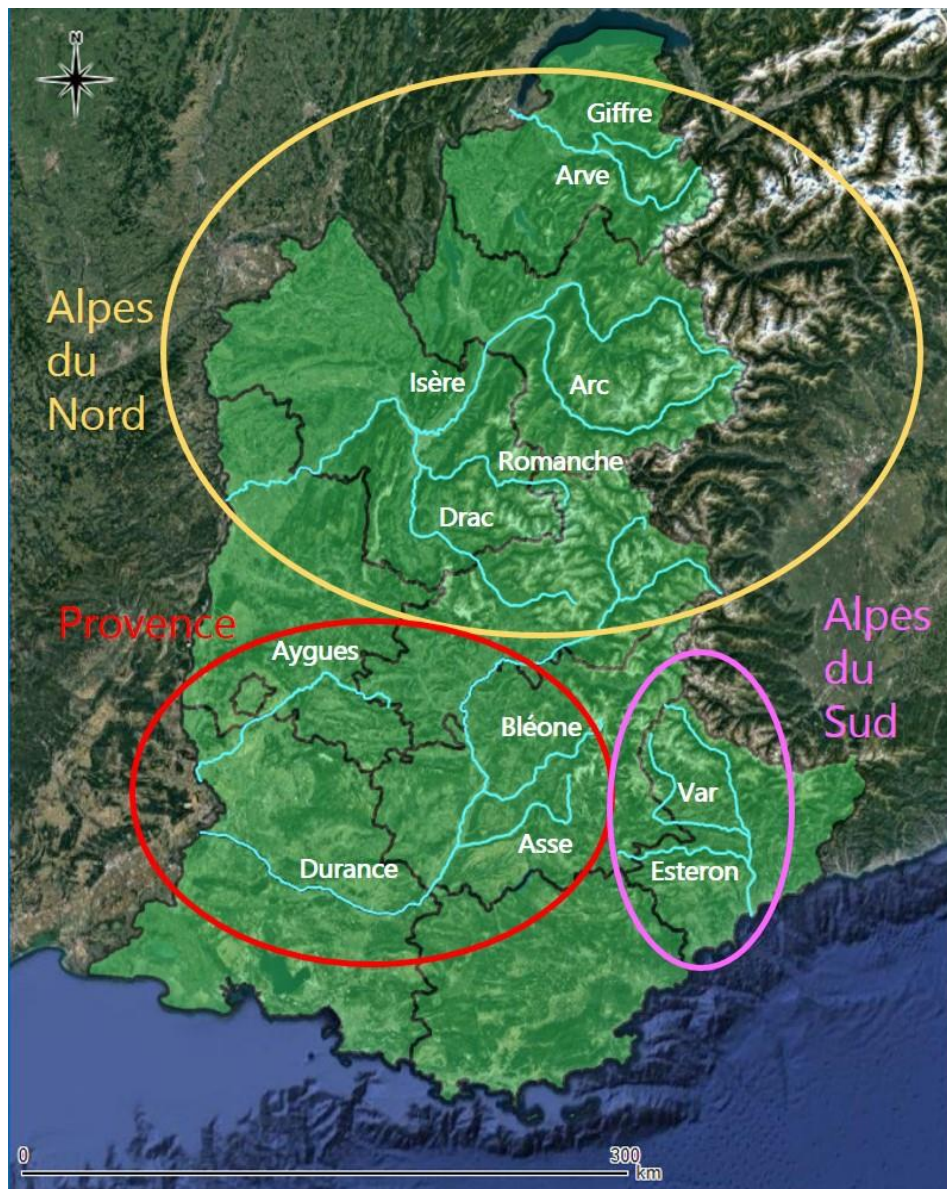 N
Giffre
Arve
Alpes
du
Nord
Isère
Arc
Romanche
Drac
Provence
Alpes
du
Sud
Aygues
Bléone
Var
Durance
Asse
Esteron
0
300
km